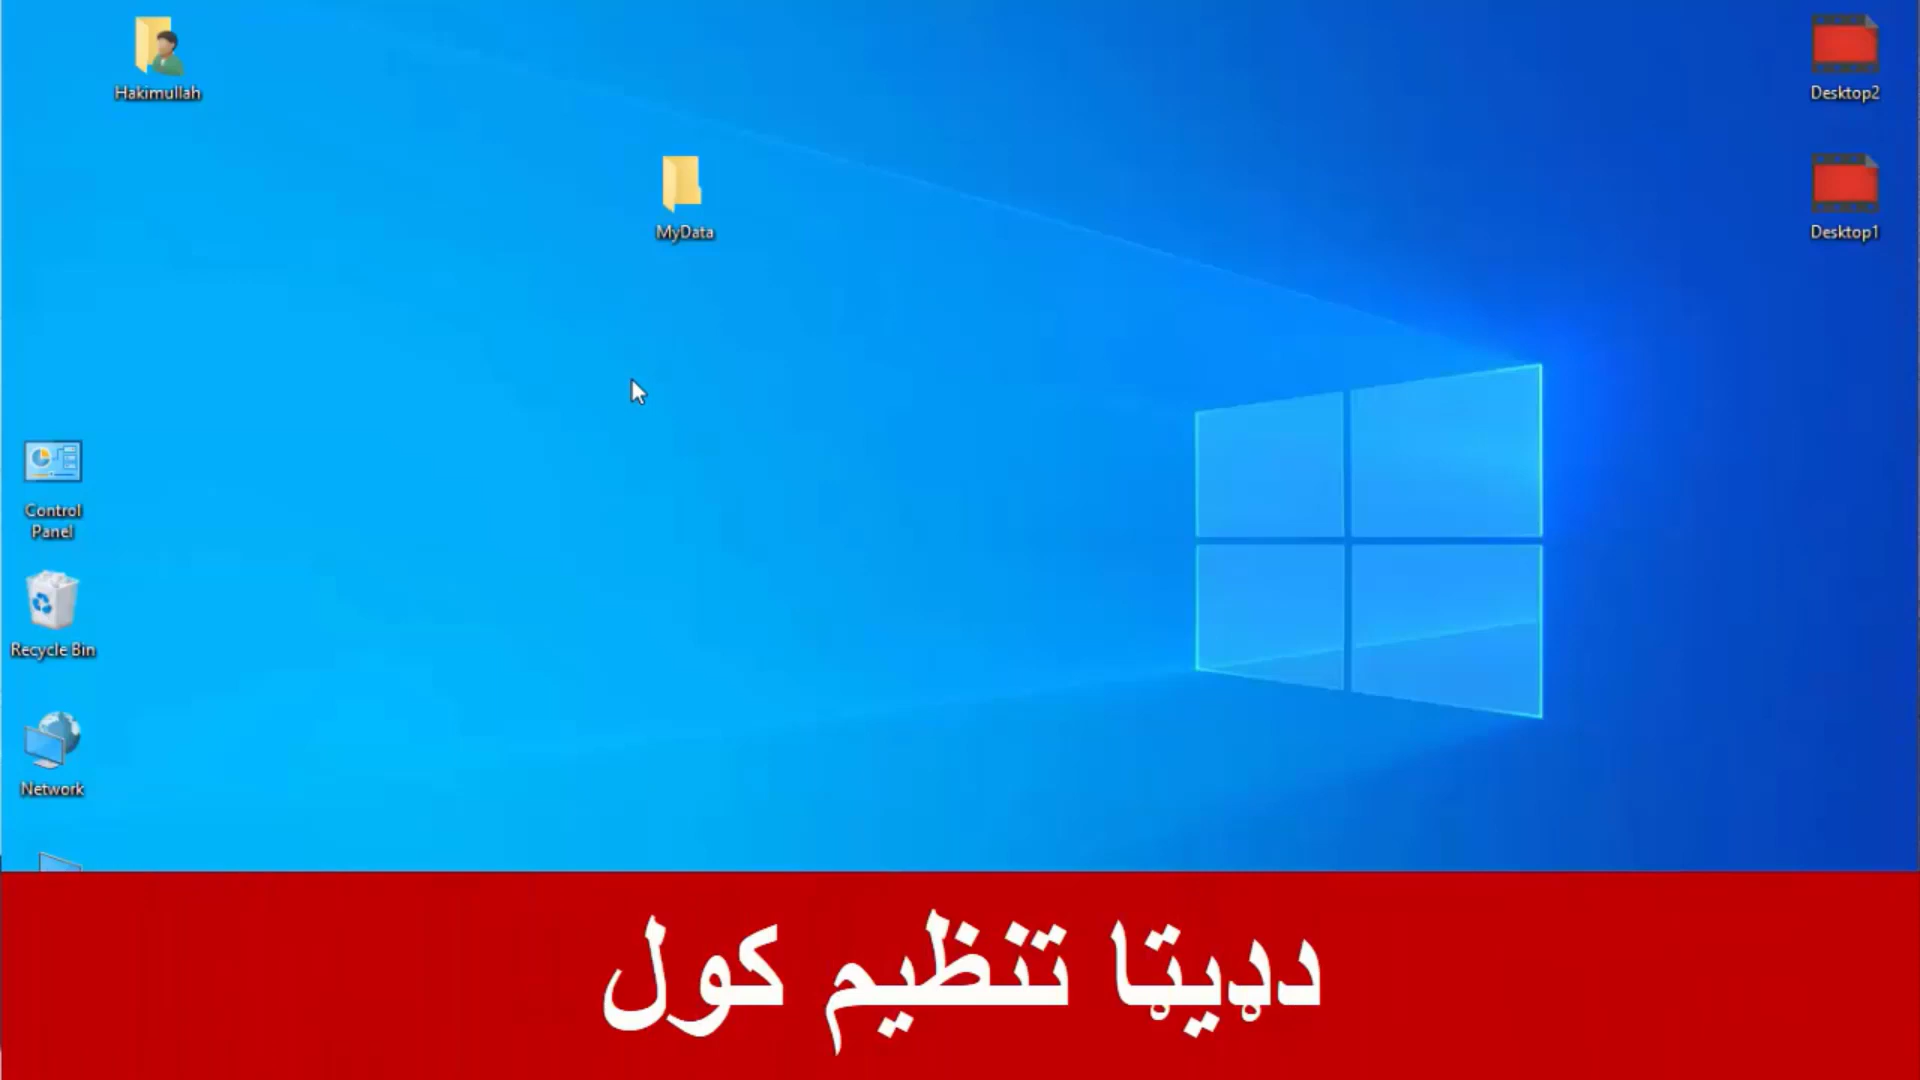 Hakimullah
Desktop2
MyData
Desktop1
Control
Panel
Recycle Bin
Network
دډیټا تنظیم کول